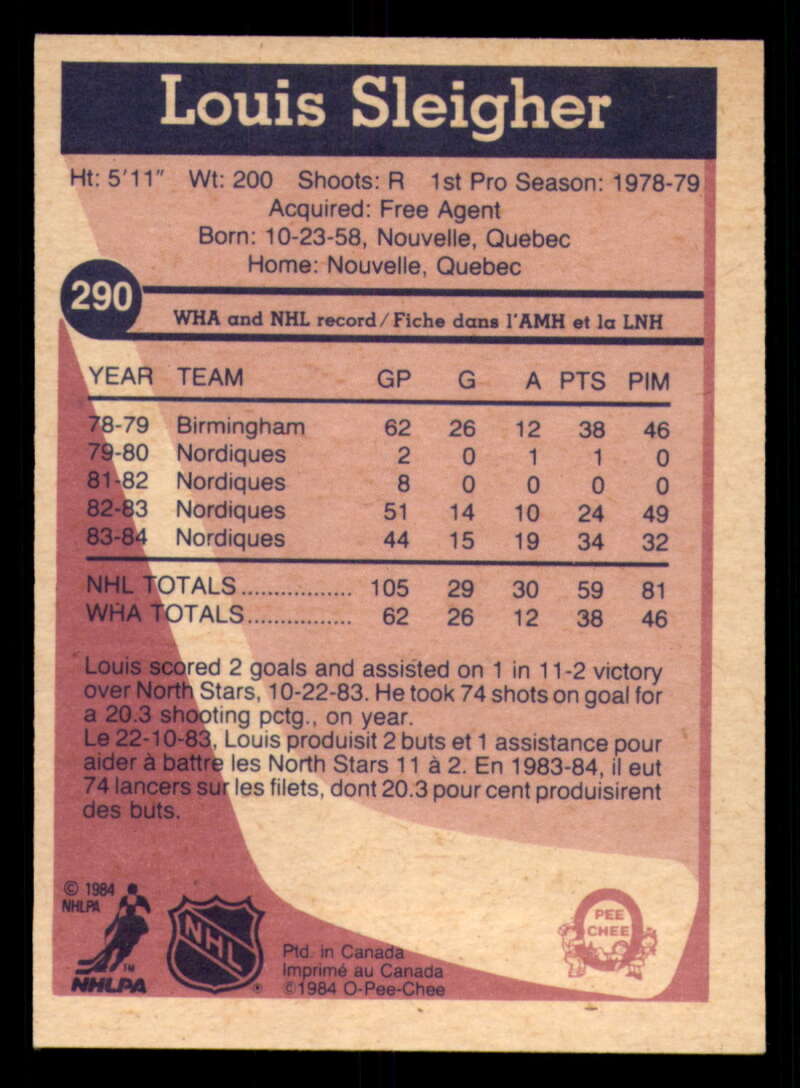 Louis Sleigher
Ht: 5'11" Wt: 200 Shoots: R 1st Pro Season: 1978-79
Acquired: Free Agent
Born: 10-23-58, Nouvelle, Quebec
Home: Nouvelle, Quebec
290
WHA and NHL record/Fiche dans l'AMH et la LNH
YEAR TEAM GP G A PTS PIM
78-79 Birmingham 62 26 12 38 46
79-80 Nordiques 2 0 1 1 0
81-82 Nordiques 8 0 0 0 0
82-83 Nordiques 51 14 10 24 49
83-84 Nordiques 44 15 19 34 32
NHL TOTALS................. 105 29 30 59 81
WHA TOTALS................ 62 26 12 38 46
Louis scored 2 goals and assisted on 1 in 11-2 victory
over North Stars, 10-22-83. He took 74 shots on goal for
a 20.3 shooting pctg., on year.
Le 22-10-83, Louis produisit 2 buts et 1 assistance pour
aider à battre les North Stars 11 à 2. En 1983-84, il eut
74 lancers sur les filets, dont 20.3 pour cent produisirent
des buts.
© 1984
NHLPA
TM
NHLPA
NHL
®
Ptd. in Canada
Imprimé au Canada
©1984 O-Pee-Chee
PEE
CHEE